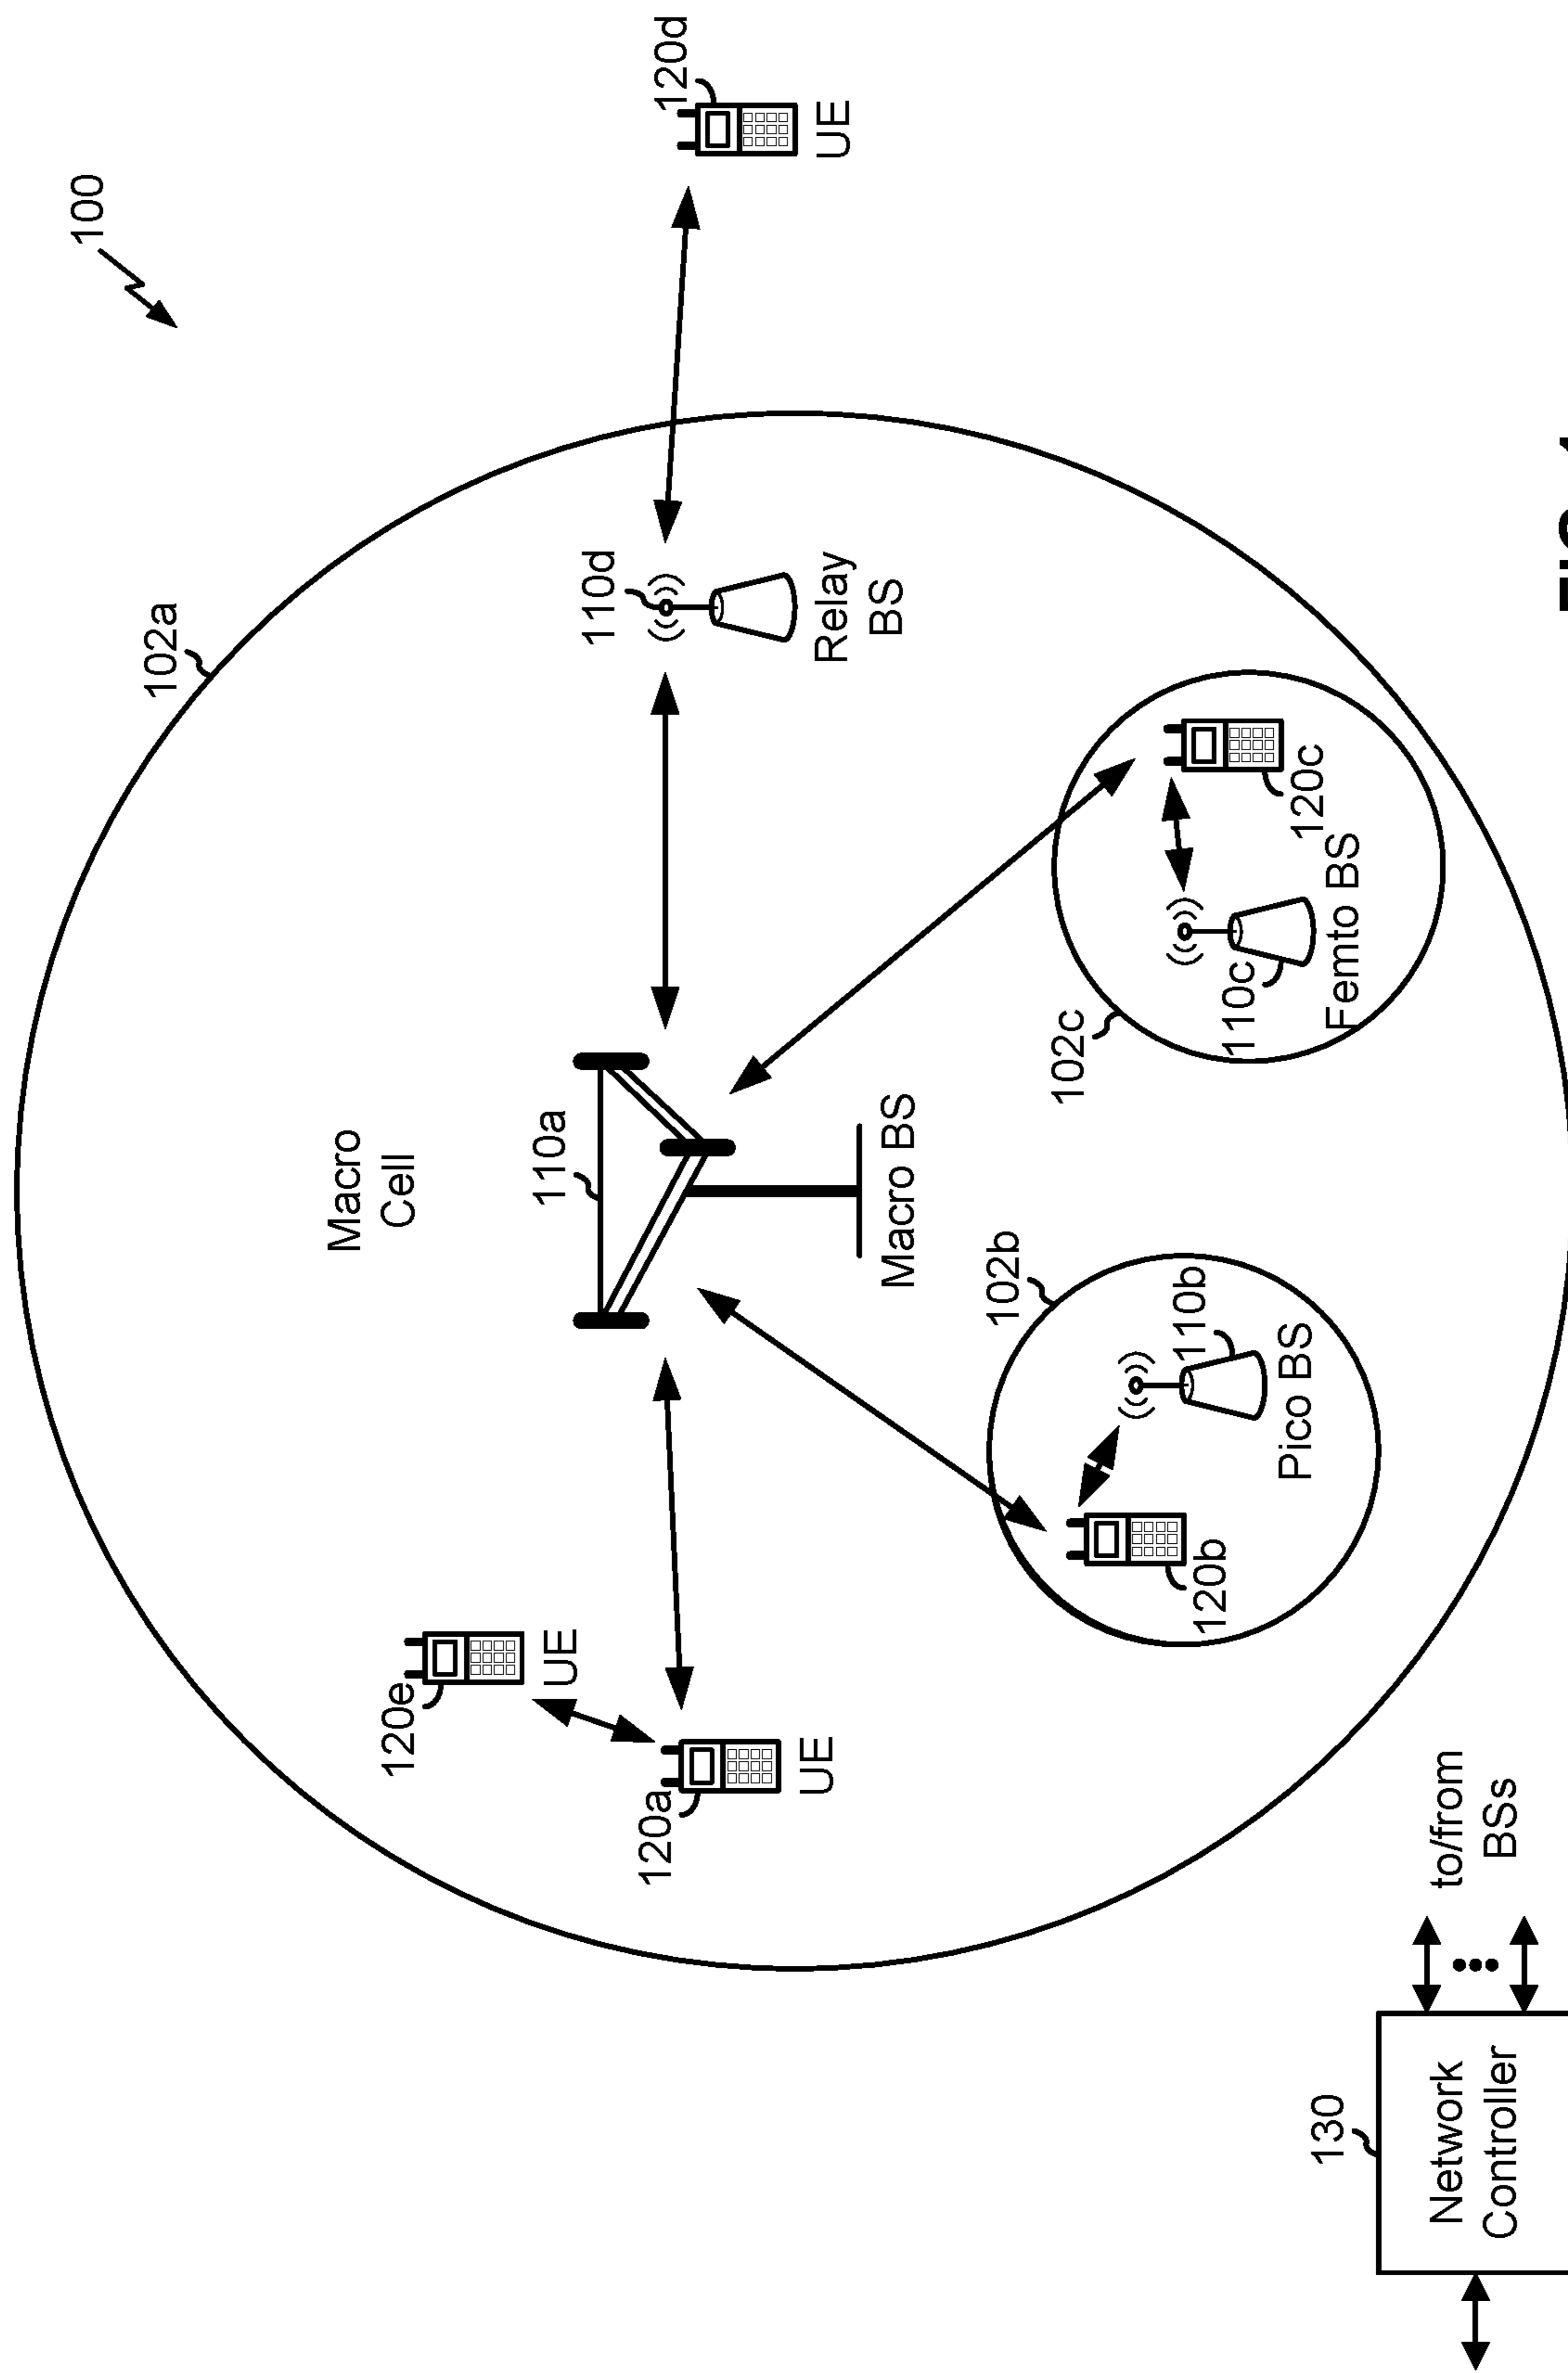 100
102a
Macro
Cell
120e
UE
110a
110d
120a
UE
120d
UE
Relay
BS
Macro BS
102b
102c
110b
120b
Pico BS
110c
120c
Femto BS
130
Network
Controller
to/from
BSs